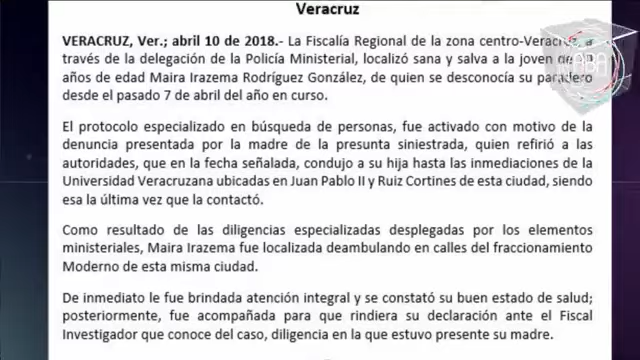 Veracruz
VERACRUZ, Ver.; abril 10 de 2018.- La Fiscalía Regional de la zona centro-Veracruz, a
través de la delegación de la Policía Ministerial, localizó sana y salva a la joven de
años de edad Maira Irazema Rodríguez González, de quien se desconocía su paradero
desde el pasado 7 de abril del año en curso.
El protocolo especializado en búsqueda de personas, fue activado con motivo de la
denuncia presentada por la madre de la presunta siniestrada, quien refirió a las
autoridades, que en la fecha señalada, condujo a su hija hasta las inmediaciones de la
Universidad Veracruzana ubicadas en Juan Pablo II y Ruiz Cortines de esta ciudad, siendo
esa la última vez que la contactó.
Como resultado de las diligencias especializadas desplegadas por los elementos
ministeriales, Maira Irazema fue localizada deambulando en calles del fraccionamiento
Moderno de esta misma ciudad.
De inmediato le fue brindada atención integral y se constató su buen estado de salud;
posteriormente, fue acompañada para que rindiera su declaración ante el Fiscal
Investigador que conoce del caso, diligencia en la que estuvo presente su madre.